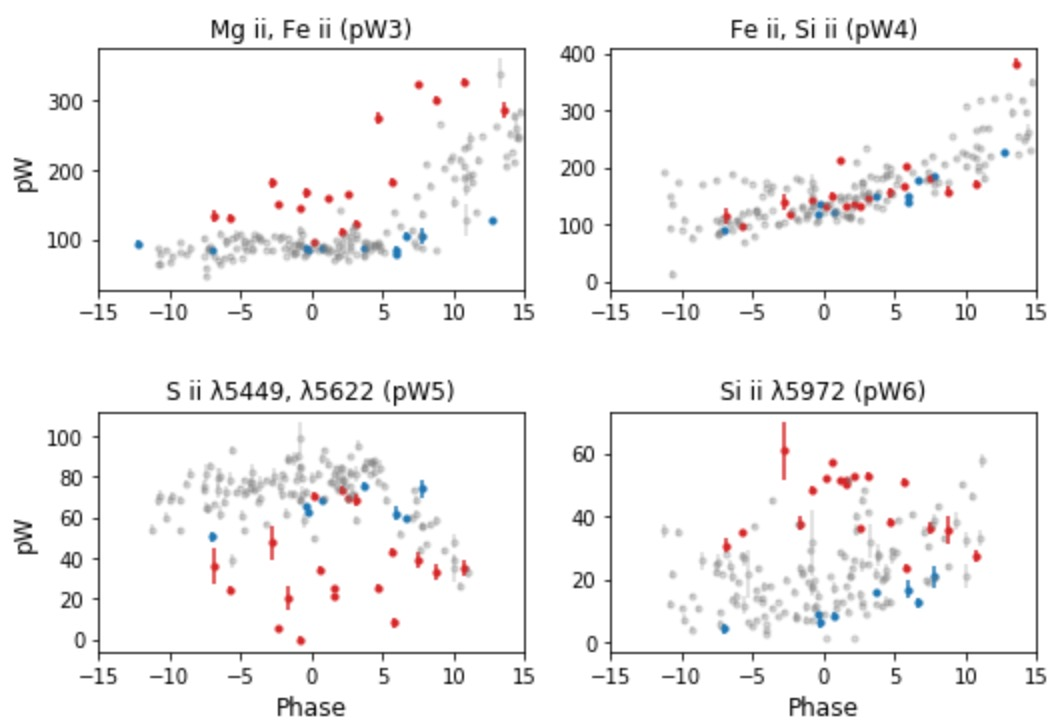 Mg ii, Fe ii (pW3)
300
200
100
pW
−15 −10 −5 0 5 10 15
Fe ii, Si ii (pW4)
400
300
200
100
0
−15 −10 −5 0 5 10 15
S ii λ5449, λ5622 (pW5)
100
80
60
40
20
0
pW
−15 −10 −5 0 5 10 15
Phase
Si ii λ5972 (pW6)
60
40
20
0
−15 −10 −5 0 5 10 15
Phase